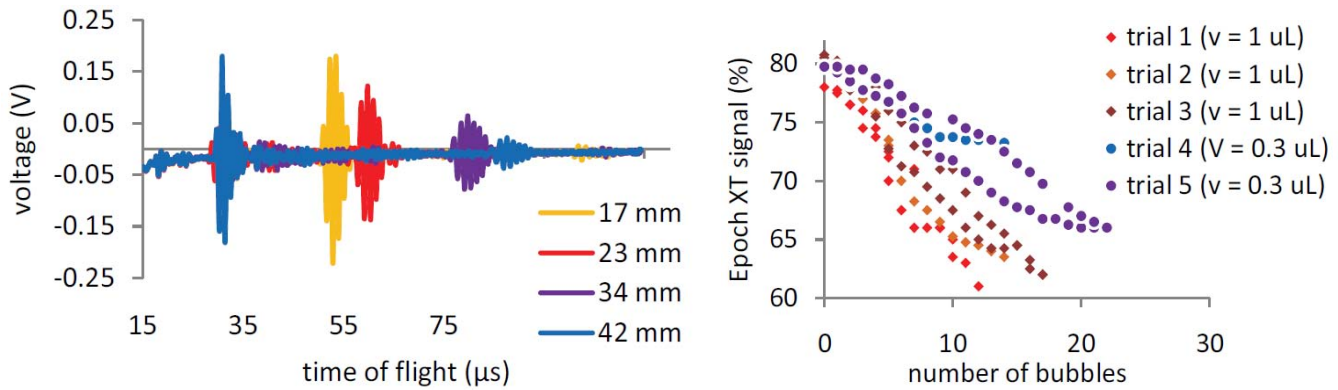 0.25
0.15
0.05
-0.05
-0.15
-0.25
voltage (V)
15 35 55 75
time of flight (μs)
17 mm
23 mm
34 mm
42 mm
80
75
70
65
60
Epoch XT signal (%)
0 10 20 30
number of bubbles
trial 1 (v = 1 uL)
trial 2 (v = 1 uL)
trial 3 (v = 1 uL)
trial 4 (V = 0.3 uL)
trial 5 (v = 0.3 uL)